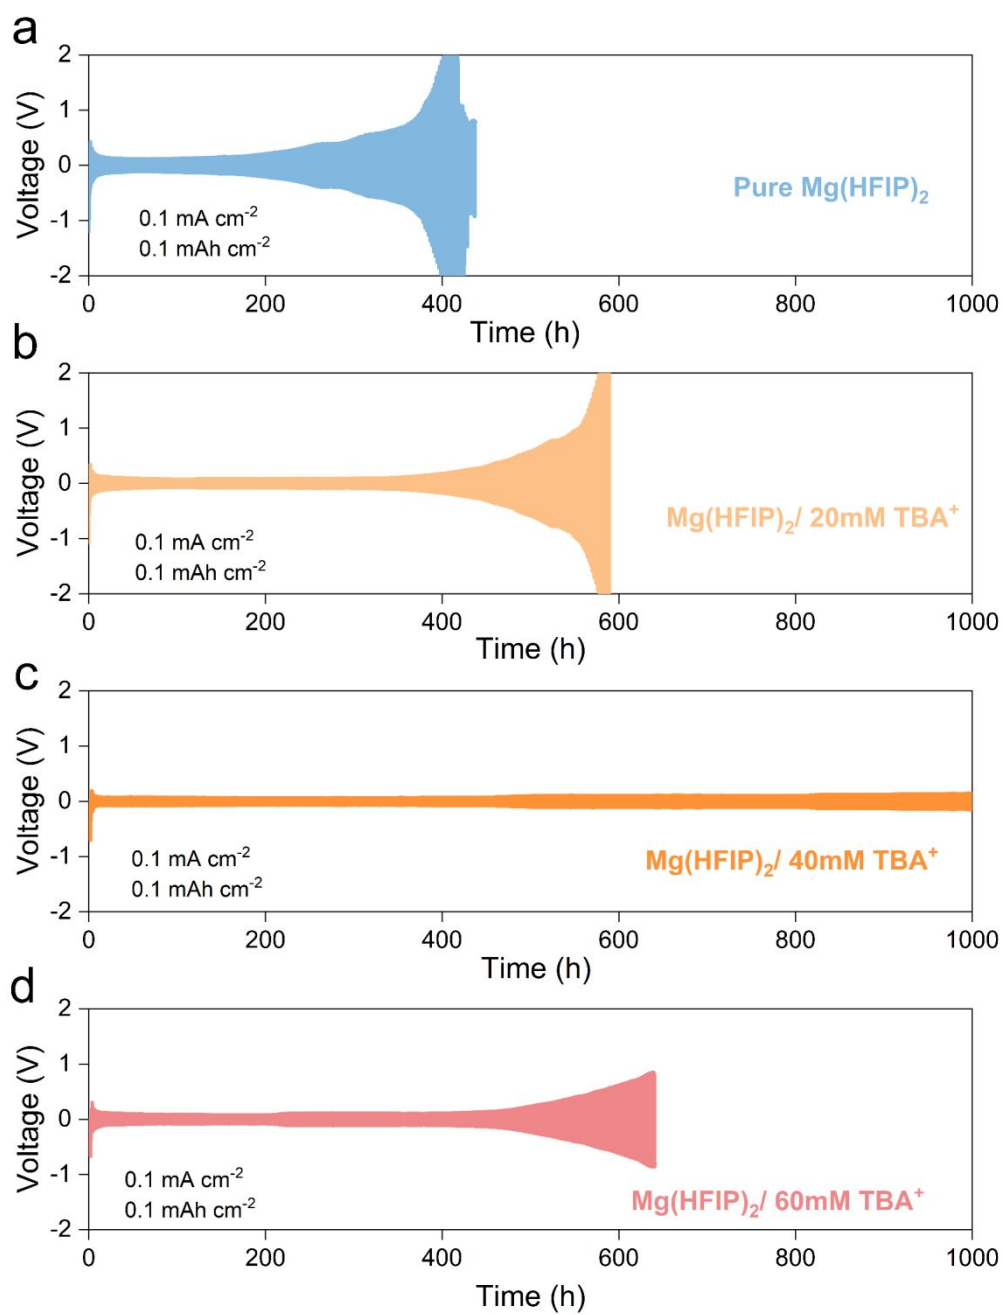 a
2
1
0
-1
-2
Voltage (V)
0.1 mA cm⁻²
0.1 mAh cm⁻²
Pure Mg(HFIP)₂
0 200 400 600 800 1000
Time (h)
b
2
1
0
-1
-2
Voltage (V)
0.1 mA cm⁻²
0.1 mAh cm⁻²
Mg(HFIP)₂/ 20mM TBA⁺
0 200 400 600 800 1000
Time (h)
c
2
1
0
-1
-2
Voltage (V)
0.1 mA cm⁻²
0.1 mAh cm⁻²
Mg(HFIP)₂/ 40mM TBA⁺
0 200 400 600 800 1000
Time (h)
d
2
1
0
-1
-2
Voltage (V)
0.1 mA cm⁻²
0.1 mAh cm⁻²
Mg(HFIP)₂/ 60mM TBA⁺
0 200 400 600 800 1000
Time (h)